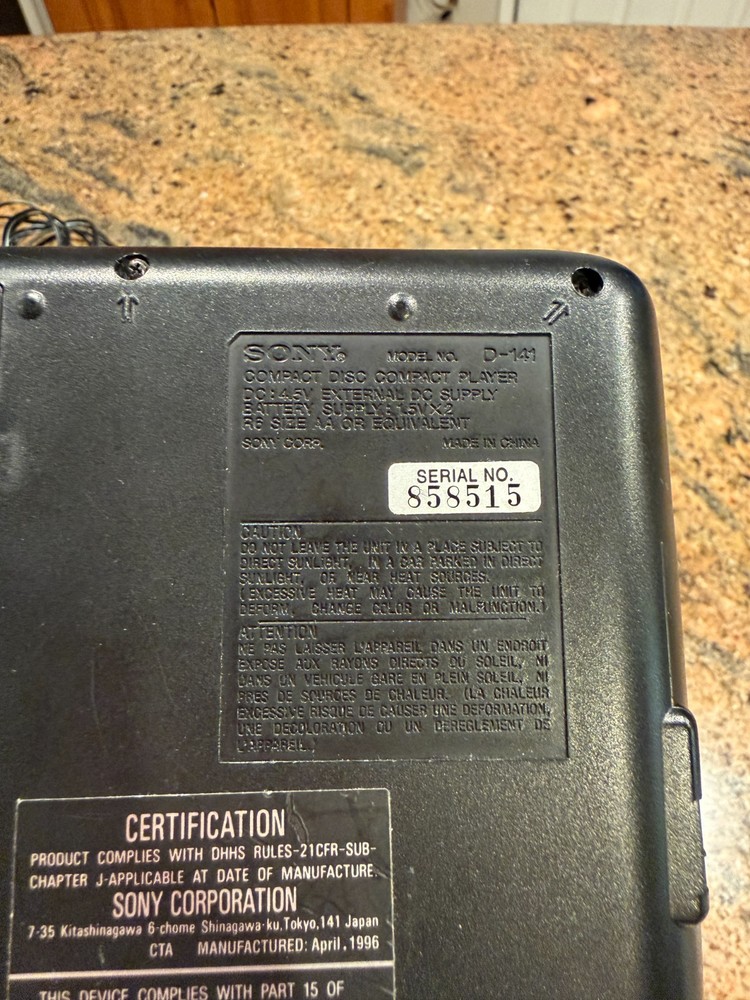 SONY® MODEL NO. D-141
COMPACT DISC COMPACT PLAYER
DC: 4.5V EXTERNAL DC SUPPLY
BATTERY SUPPLY: 1.5V×2
R6 SIZE AA OR EQUIVALENT
SONY CORP. MADE IN CHINA
SERIAL NO.
858515
CAUTION
DO NOT LEAVE THE UNIT IN A PLACE SUBJECT TO
DIRECT SUNLIGHT, IN A CAR PARKED IN DIRECT
SUNLIGHT, OR NEAR HEAT SOURCES.
(EXCESSIVE HEAT MAY CAUSE THE UNIT TO
DEFORM, CHANGE COLOR OR MALFUNCTION.)
ATTENTION
NE PAS LAISSER L'APPAREIL DANS UN ENDROIT
EXPOSE AUX RAYONS DIRECTS DU SOLEIL, NI
DANS UN VEHICULE GARE EN PLEIN SOLEIL, NI
PRES DE SOURCES DE CHALEUR. (LA CHALEUR
EXCESSIVE RISQUE DE CAUSER UNE DEFORMATION,
UNE DECOLORATION OU UN DEREGLEMENT DE
L'APPAREIL.)
CERTIFICATION
PRODUCT COMPLIES WITH DHHS RULES-21CFR-SUB-
CHAPTER J-APPLICABLE AT DATE OF MANUFACTURE.
SONY CORPORATION
7-35 Kitashinagawa 6-chome Shinagawa-ku,Tokyo,141 Japan
CTA MANUFACTURED: April,1996
THIS DEVICE COMPLIES WITH PART 15 OF